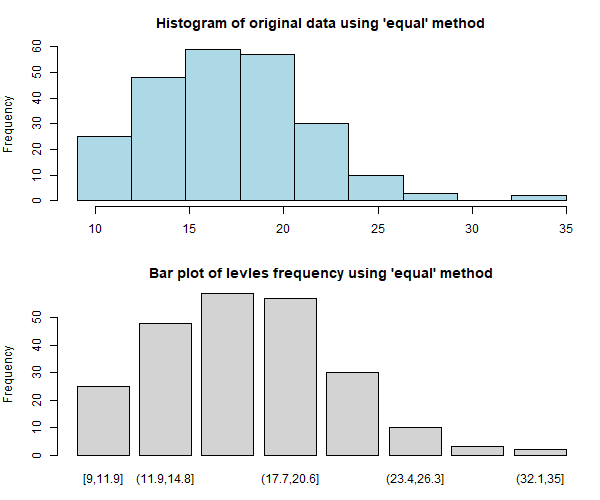 Histogram of original data using 'equal' method
Frequency
0 10 20 30 40 50 60
10 15 20 25 30 35
Bar plot of levles frequency using 'equal' method
Frequency
0 10 20 30 40 50
[9,11.9] (11.9,14.8] (17.7,20.6] (23.4,26.3] (32.1,35]